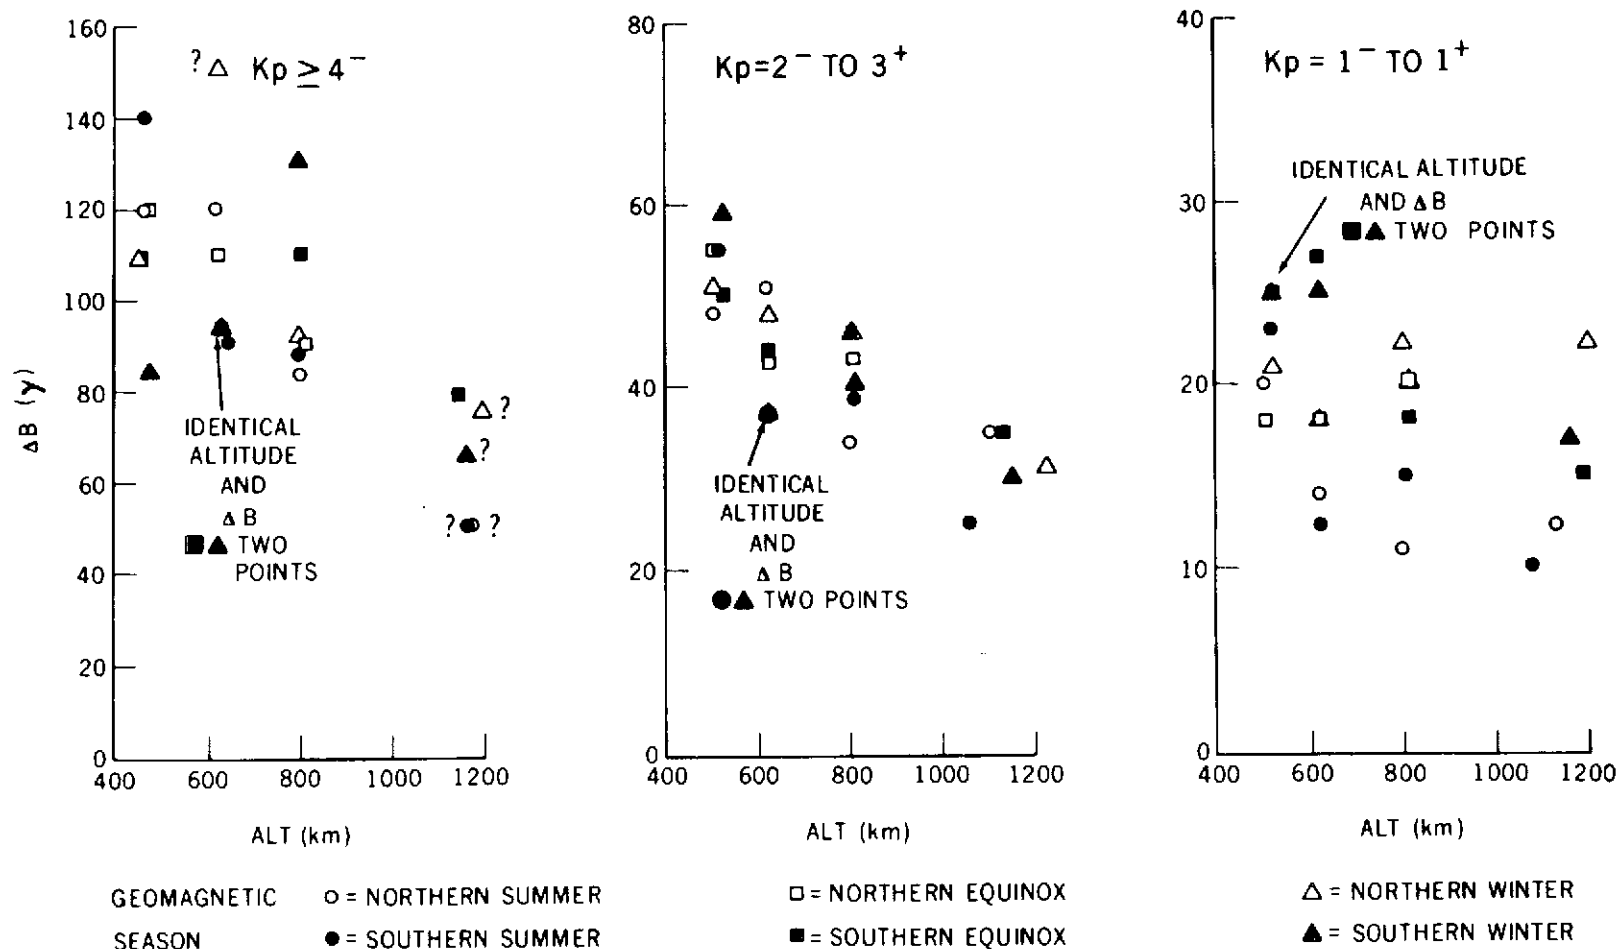 160
140
120
100
80
60
40
20
0
ΔB (γ)
? Kp ≥ 4⁻
IDENTICAL
ALTITUDE
AND
ΔB
■ ▲ TWO
POINTS
?
?
? ?
400 600 800 1000 1200
ALT (km)
80
60
40
20
0
Kp=2⁻ TO 3⁺
IDENTICAL
ALTITUDE
AND
ΔB
● ▲ TWO POINTS
400 600 800 1000 1200
ALT (km)
40
30
20
10
0
Kp = 1⁻ TO 1⁺
IDENTICAL ALTITUDE
AND ΔB
■ ▲ TWO POINTS
400 600 800 1000 1200
ALT (km)
GEOMAGNETIC ○ = NORTHERN SUMMER □ = NORTHERN EQUINOX △ = NORTHERN WINTER
SEASON ● = SOUTHERN SUMMER ■ = SOUTHERN EQUINOX ▲ = SOUTHERN WINTER